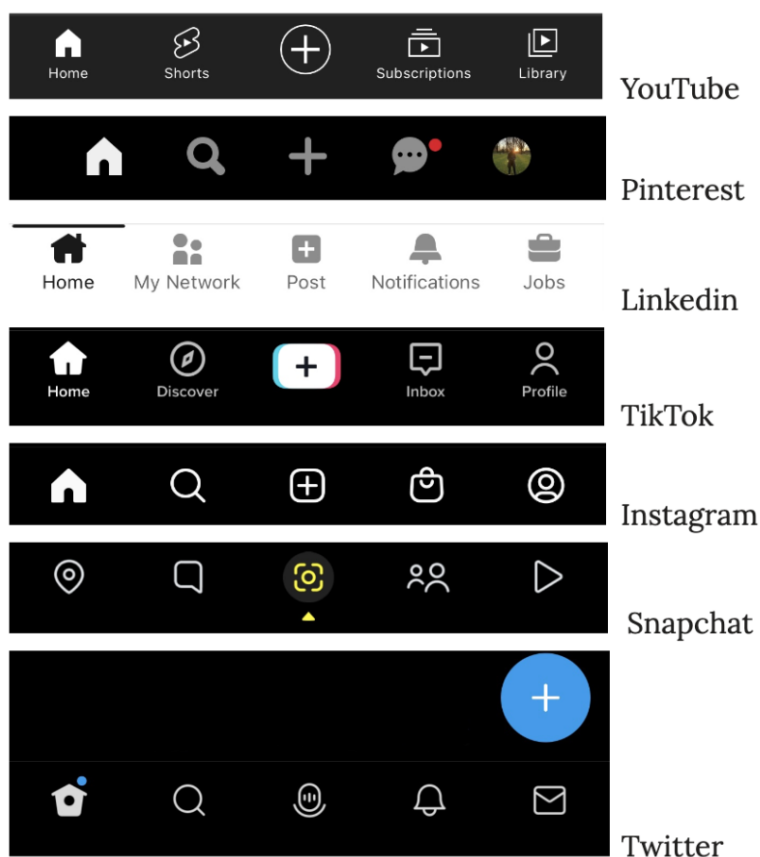 Home Shorts Subscriptions Library
YouTube
Pinterest
Home My Network Post Notifications Jobs
Linkedin
Home Discover Inbox Profile
TikTok
Instagram
Snapchat
Twitter